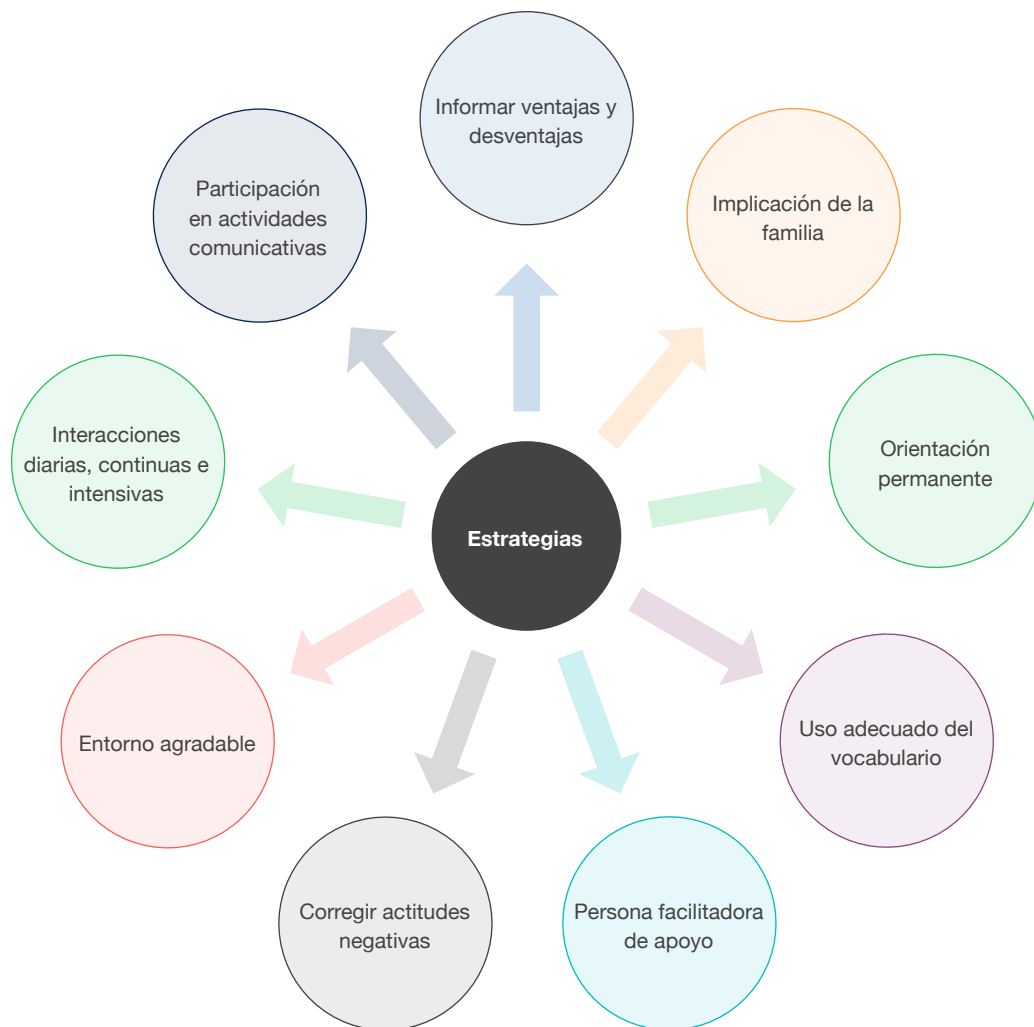 Informar ventajas y
desventajas
Implicación de la
familia
Orientación
permanente
Uso adecuado del
vocabulario
Persona facilitadora
de apoyo
Corregir actitudes
negativas
Entorno agradable
Interacciones
diarias, continuas e
intensivas
Participación
en actividades
comunicativas
Estrategias